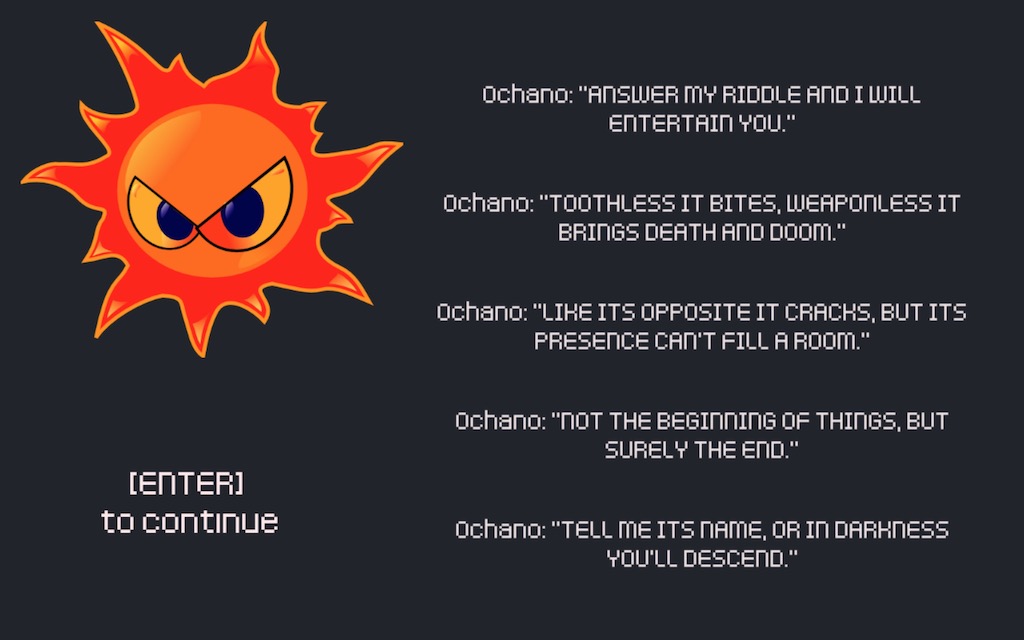 Ochano: "ANSWER MY RIDDLE AND I WILL
ENTERTAIN YOU."
Ochano: "TOOTHLESS IT BITES, WEAPONLESS IT
BRINGS DEATH AND DOOM."
Ochano: "LIKE ITS OPPOSITE IT CRACKS, BUT ITS
PRESENCE CAN'T FILL A ROOM."
Ochano: "NOT THE BEGINNING OF THINGS, BUT
SURELY THE END."
Ochano: "TELL ME ITS NAME, OR IN DARKNESS
YOU'LL DESCEND."
[ENTER]
to continue